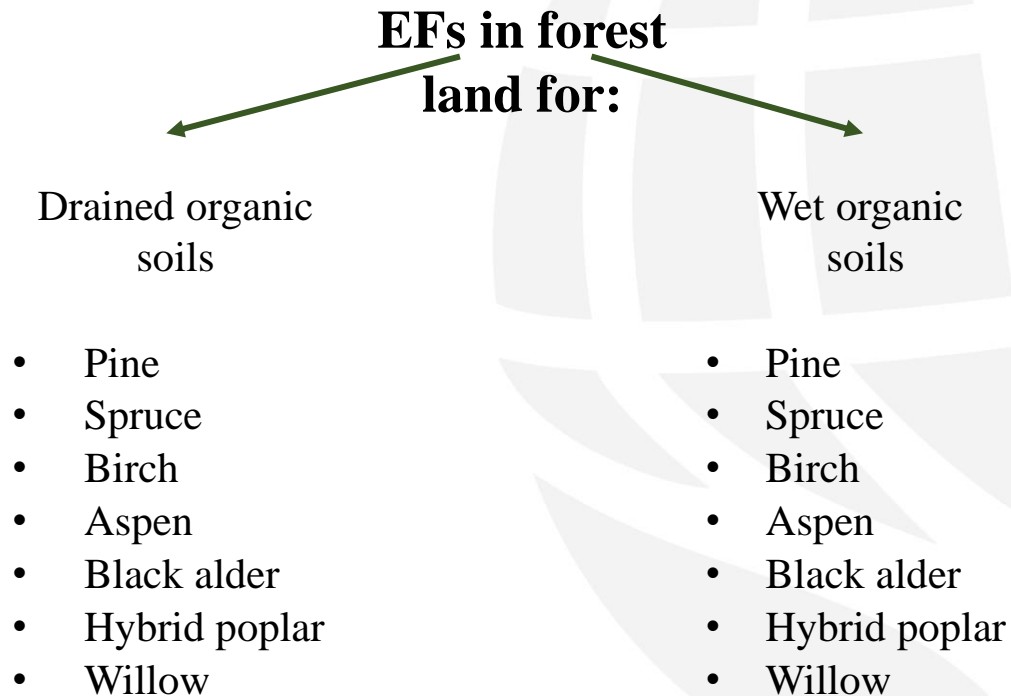 EFs in forest
land for:
Drained organic
soils
• Pine
• Spruce
• Birch
• Aspen
• Black alder
• Hybrid poplar
• Willow
Wet organic
soils
• Pine
• Spruce
• Birch
• Aspen
• Black alder
• Hybrid poplar
• Willow